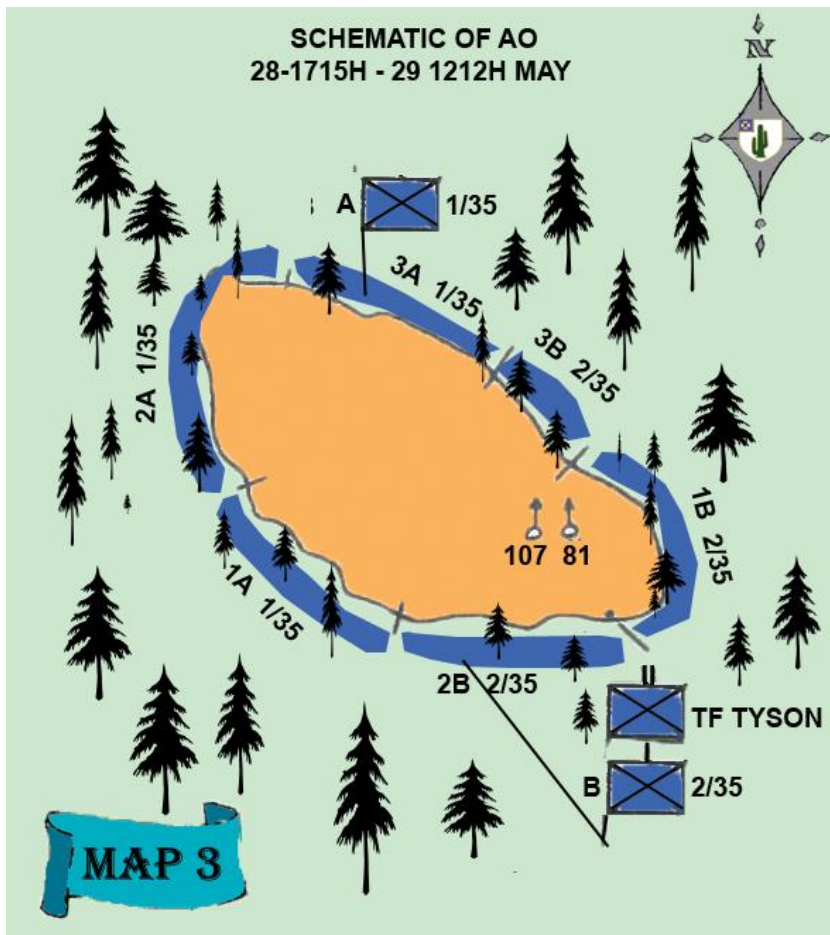 SCHEMATIC OF AO
28-1715H - 29 1212H MAY
N
A 1/35
3A 1/35
3B 2/35
2A 1/35
1B 2/35
107 81
1A 1/35
2B 2/35
TF TYSON
B 2/35
MAP 3